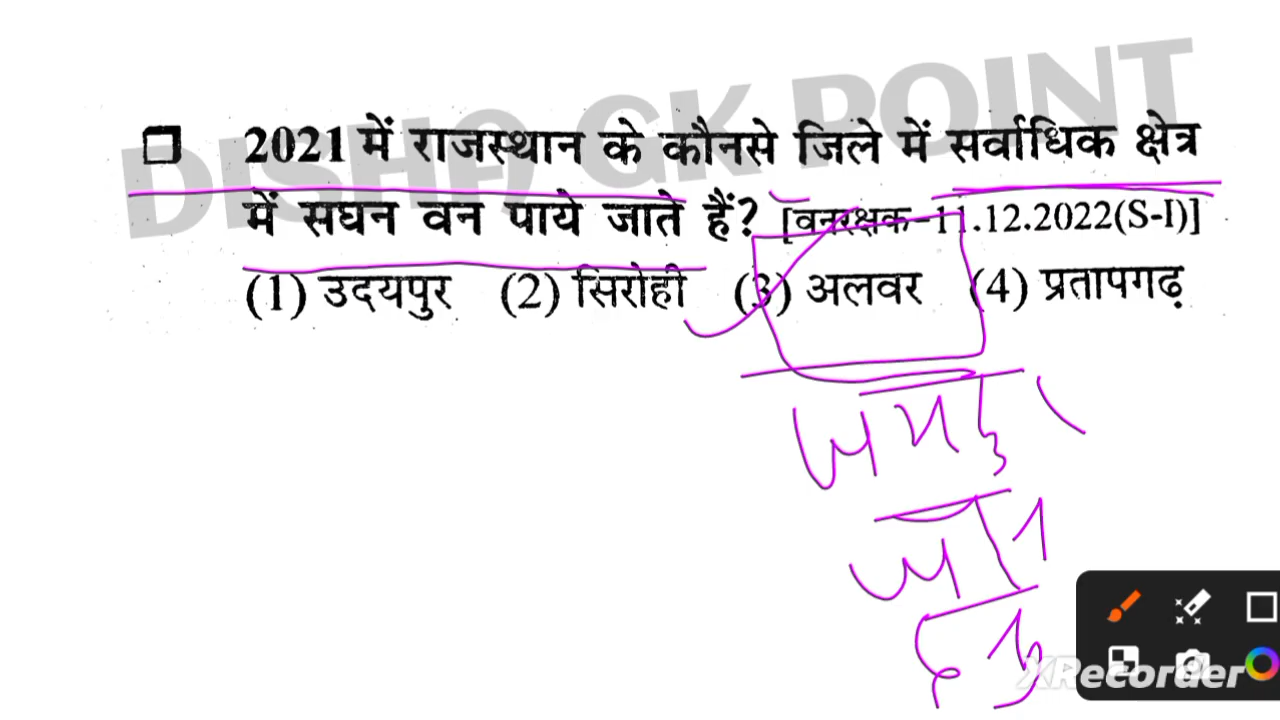 DISHA GK POINT
2021 में राजस्थान के कौनसे जिले में सर्वाधिक क्षेत्र
में सघन वन पाये जाते हैं? [वनरक्षक-11.12.2022(S-I)]
(1) उदयपुर (2) सिरोही (3) अलवर (4) प्रतापगढ़
XRecorder